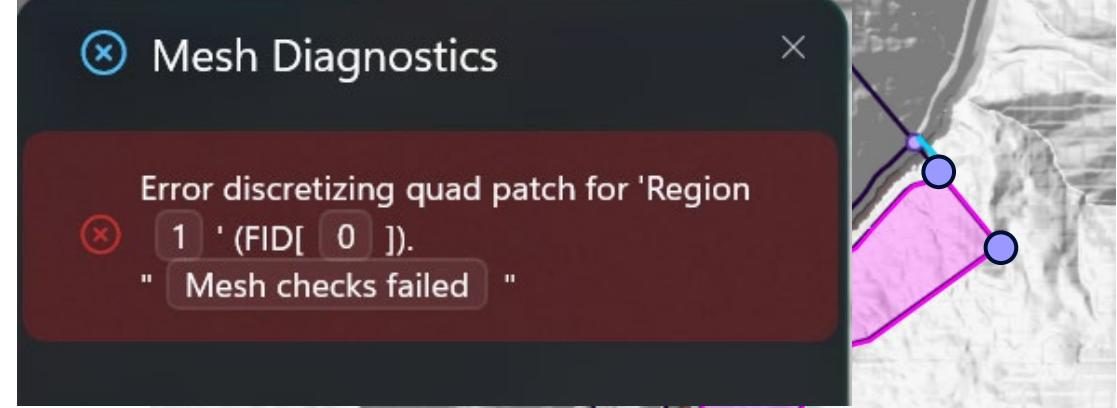 Mesh Diagnostics
Error discretizing quad patch for 'Region
1 ' (FID[ 0 ]).
" Mesh checks failed "